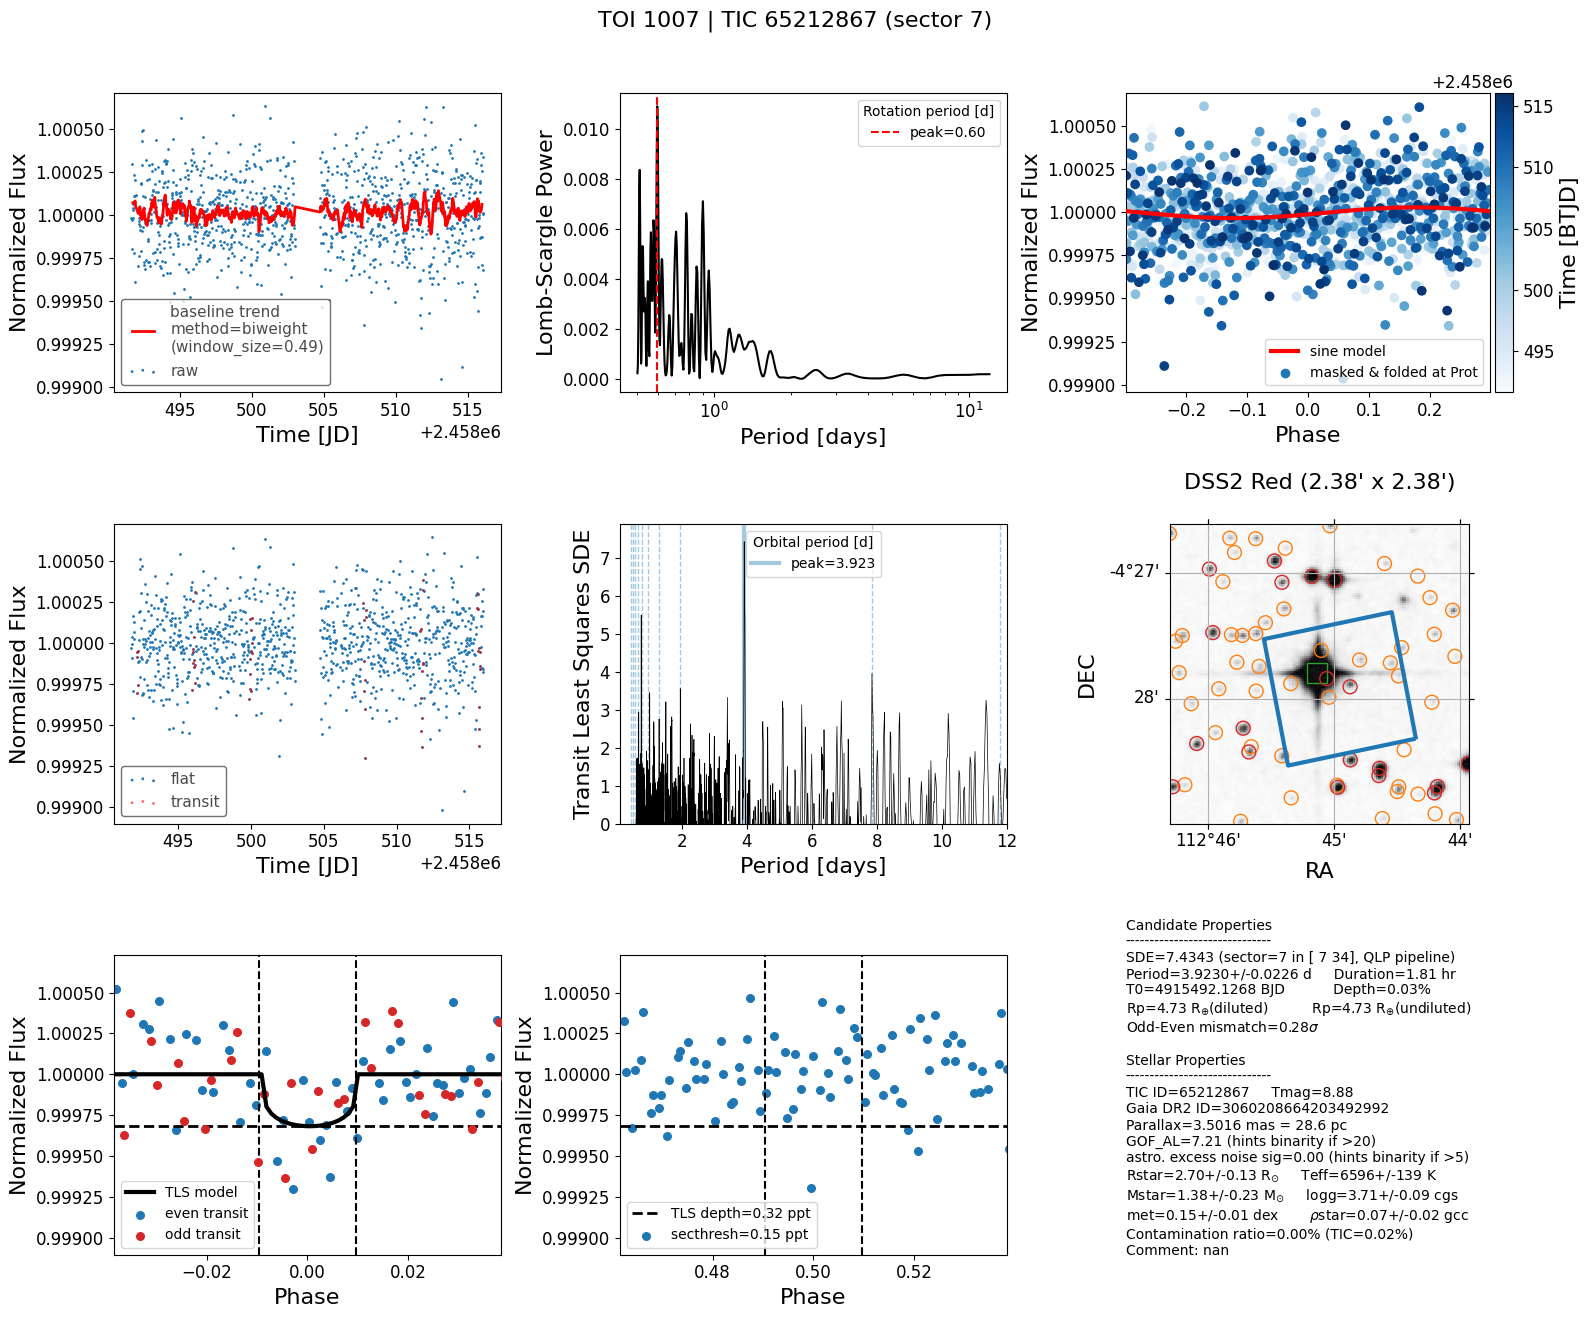 TOI 1007 | TIC 65212867 (sector 7)
Normalized Flux
1.00050
1.00025
1.00000
0.99975
0.99950
0.99925
0.99900
baseline trend
method=biweight
(window_size=0.49)
raw
495
500
505
510
515
Time [JD]
+2.458e6
Lomb-Scargle Power
0.010
0.008
0.006
0.004
0.002
0.000
Rotation period [d]
peak=0.60
10⁰
10¹
Period [days]
+2.458e6
Normalized Flux
1.00050
1.00025
1.00000
0.99975
0.99950
0.99925
0.99900
sine model
masked & folded at Prot
−0.2
−0.1
0.0
0.1
0.2
Phase
515
510
505
500
495
Time [BTJD]
Normalized Flux
1.00050
1.00025
1.00000
0.99975
0.99950
0.99925
0.99900
flat
transit
495
500
505
510
515
Time [JD]
+2.458e6
Transit Least Squares SDE
7
6
5
4
3
2
1
0
Orbital period [d]
peak=3.923
2
4
6
8
10
12
Period [days]
DSS2 Red (2.38' x 2.38')
DEC
-4°27'
28'
112°46'
45'
44'
RA
Normalized Flux
1.00050
1.00025
1.00000
0.99975
0.99950
0.99925
0.99900
TLS model
even transit
odd transit
−0.02
0.00
0.02
Phase
Normalized Flux
1.00050
1.00025
1.00000
0.99975
0.99950
0.99925
0.99900
TLS depth=0.32 ppt
secthresh=0.15 ppt
0.48
0.50
0.52
Phase
Candidate Properties
------------------------------
SDE=7.4343 (sector=7 in [ 7 34], QLP pipeline)
Period=3.9230+/-0.0226 d     Duration=1.81 hr
T0=4915492.1268 BJD     Depth=0.03%
Rp=4.73 R⊕(diluted)     Rp=4.73 R⊕(undiluted)
Odd-Even mismatch=0.28σ
Stellar Properties
------------------------------
TIC ID=65212867     Tmag=8.88
Gaia DR2 ID=3060208664203492992
Parallax=3.5016 mas = 28.6 pc
GOF_AL=7.21 (hints binarity if >20)
astro. excess noise sig=0.00 (hints binarity if >5)
Rstar=2.70+/-0.13 R⊙     Teff=6596+/-139 K
Mstar=1.38+/-0.23 M⊙     logg=3.71+/-0.09 cgs
met=0.15+/-0.01 dex     ρstar=0.07+/-0.02 gcc
Contamination ratio=0.00% (TIC=0.02%)
Comment: nan